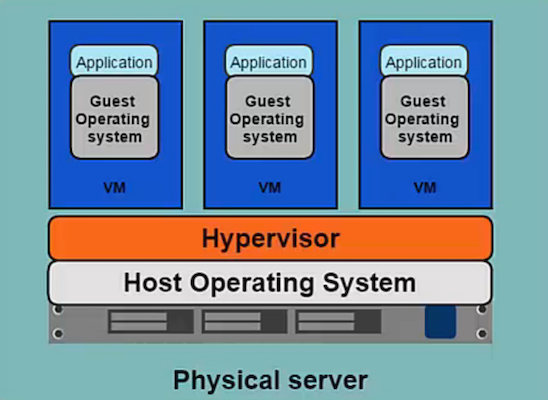 Application
Guest
Operating
system
VM
Application
Guest
Operating
system
VM
Application
Guest
Operating
system
VM
Hypervisor
Host Operating System
Physical server